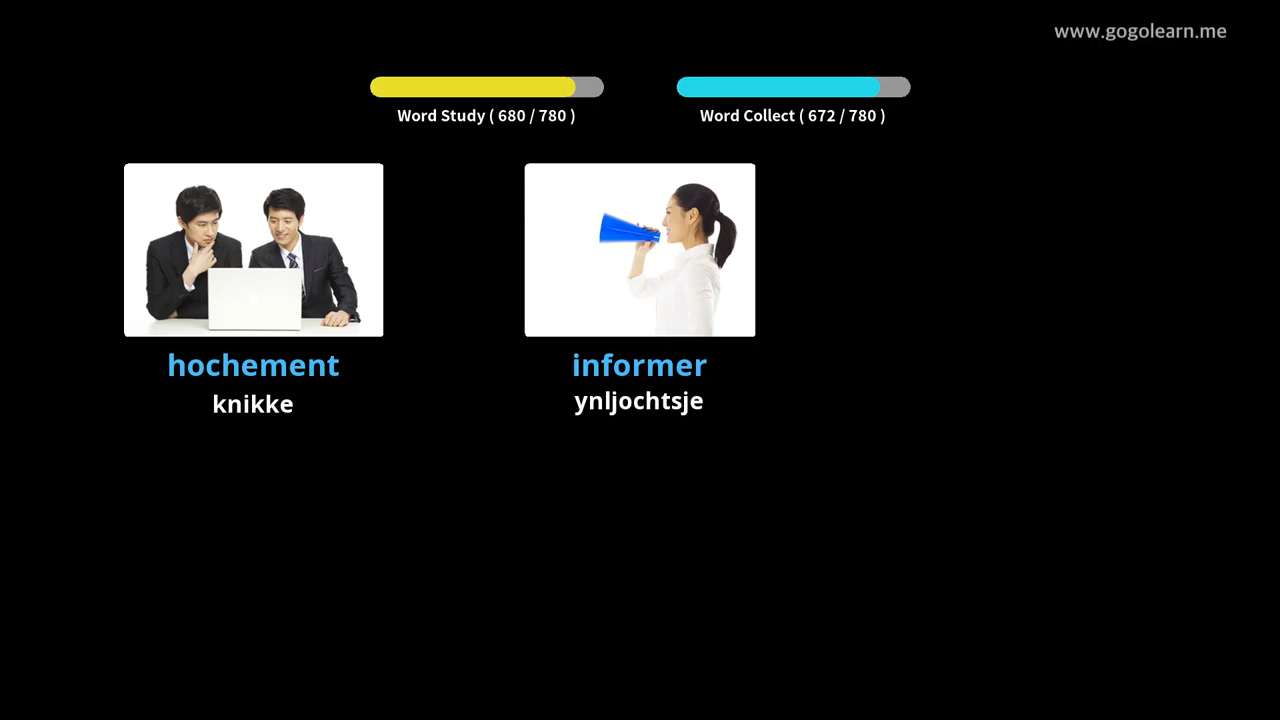 www.gogolearn.me
Word Study ( 680 / 780 )
Word Collect ( 672 / 780 )
hochement
knikke
informer
ynljochtsje